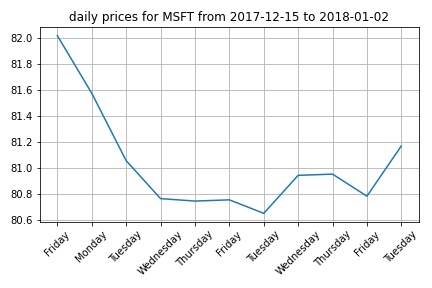 daily prices for MSFT from 2017-12-15 to 2018-01-02
82.0
81.8
81.6
81.4
81.2
81.0
80.8
80.6
Friday
Monday
Tuesday
Wednesday
Thursday
Friday
Tuesday
Wednesday
Thursday
Friday
Tuesday